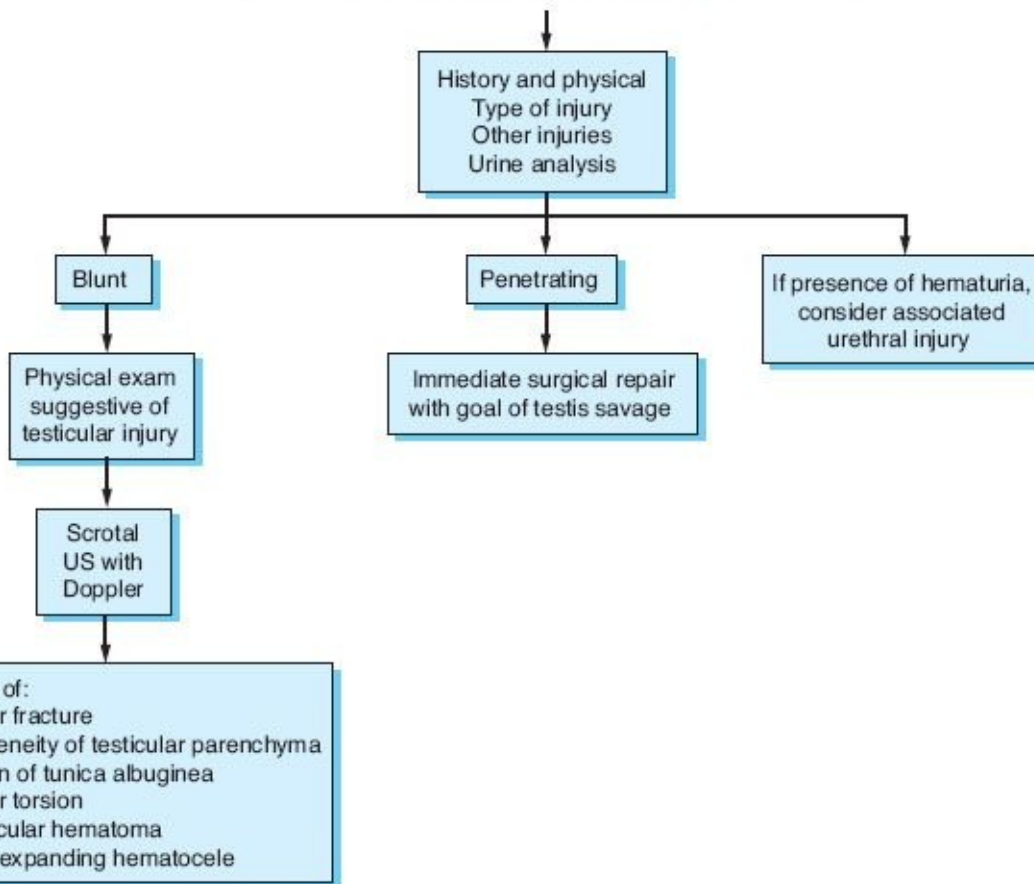 History and physical
Type of injury
Other injuries
Urine analysis
Blunt
Penetrating
If presence of hematuria,
consider associated
urethral injury
Physical exam
suggestive of
testicular injury
Immediate surgical repair
with goal of testis savage
Scrotal
US with
Doppler
of:
fracture
of testicular parenchyma
of tunica albuginea
torsion
hematoma
expanding hematocele